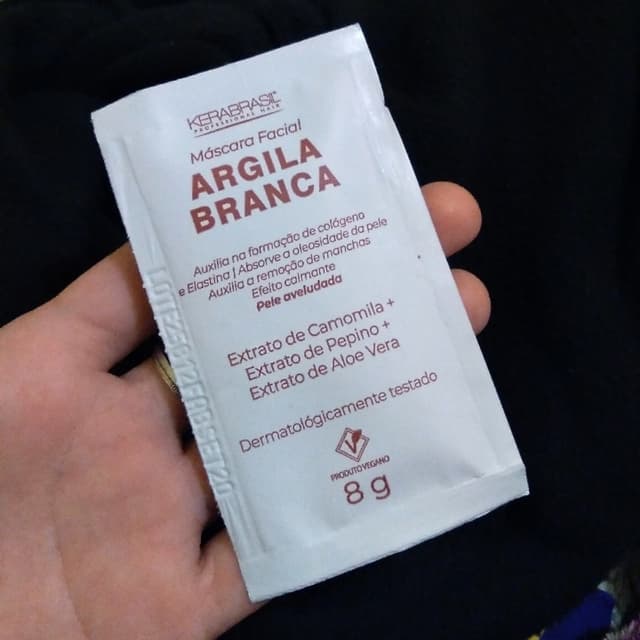 KERABRASIL
PROFESSIONAL HAIR
Máscara Facial
ARGILA
BRANCA
Auxilia na formação de colágeno
e Elastina | Absorve a oleosidade da pele
Auxilia a remoção de manchas
Efeito calmante
Pele aveludada
Extrato de Camomila +
Extrato de Pepino +
Extrato de Aloe Vera
Dermatológicamente testado
PRODUTO VEGANO
8 g